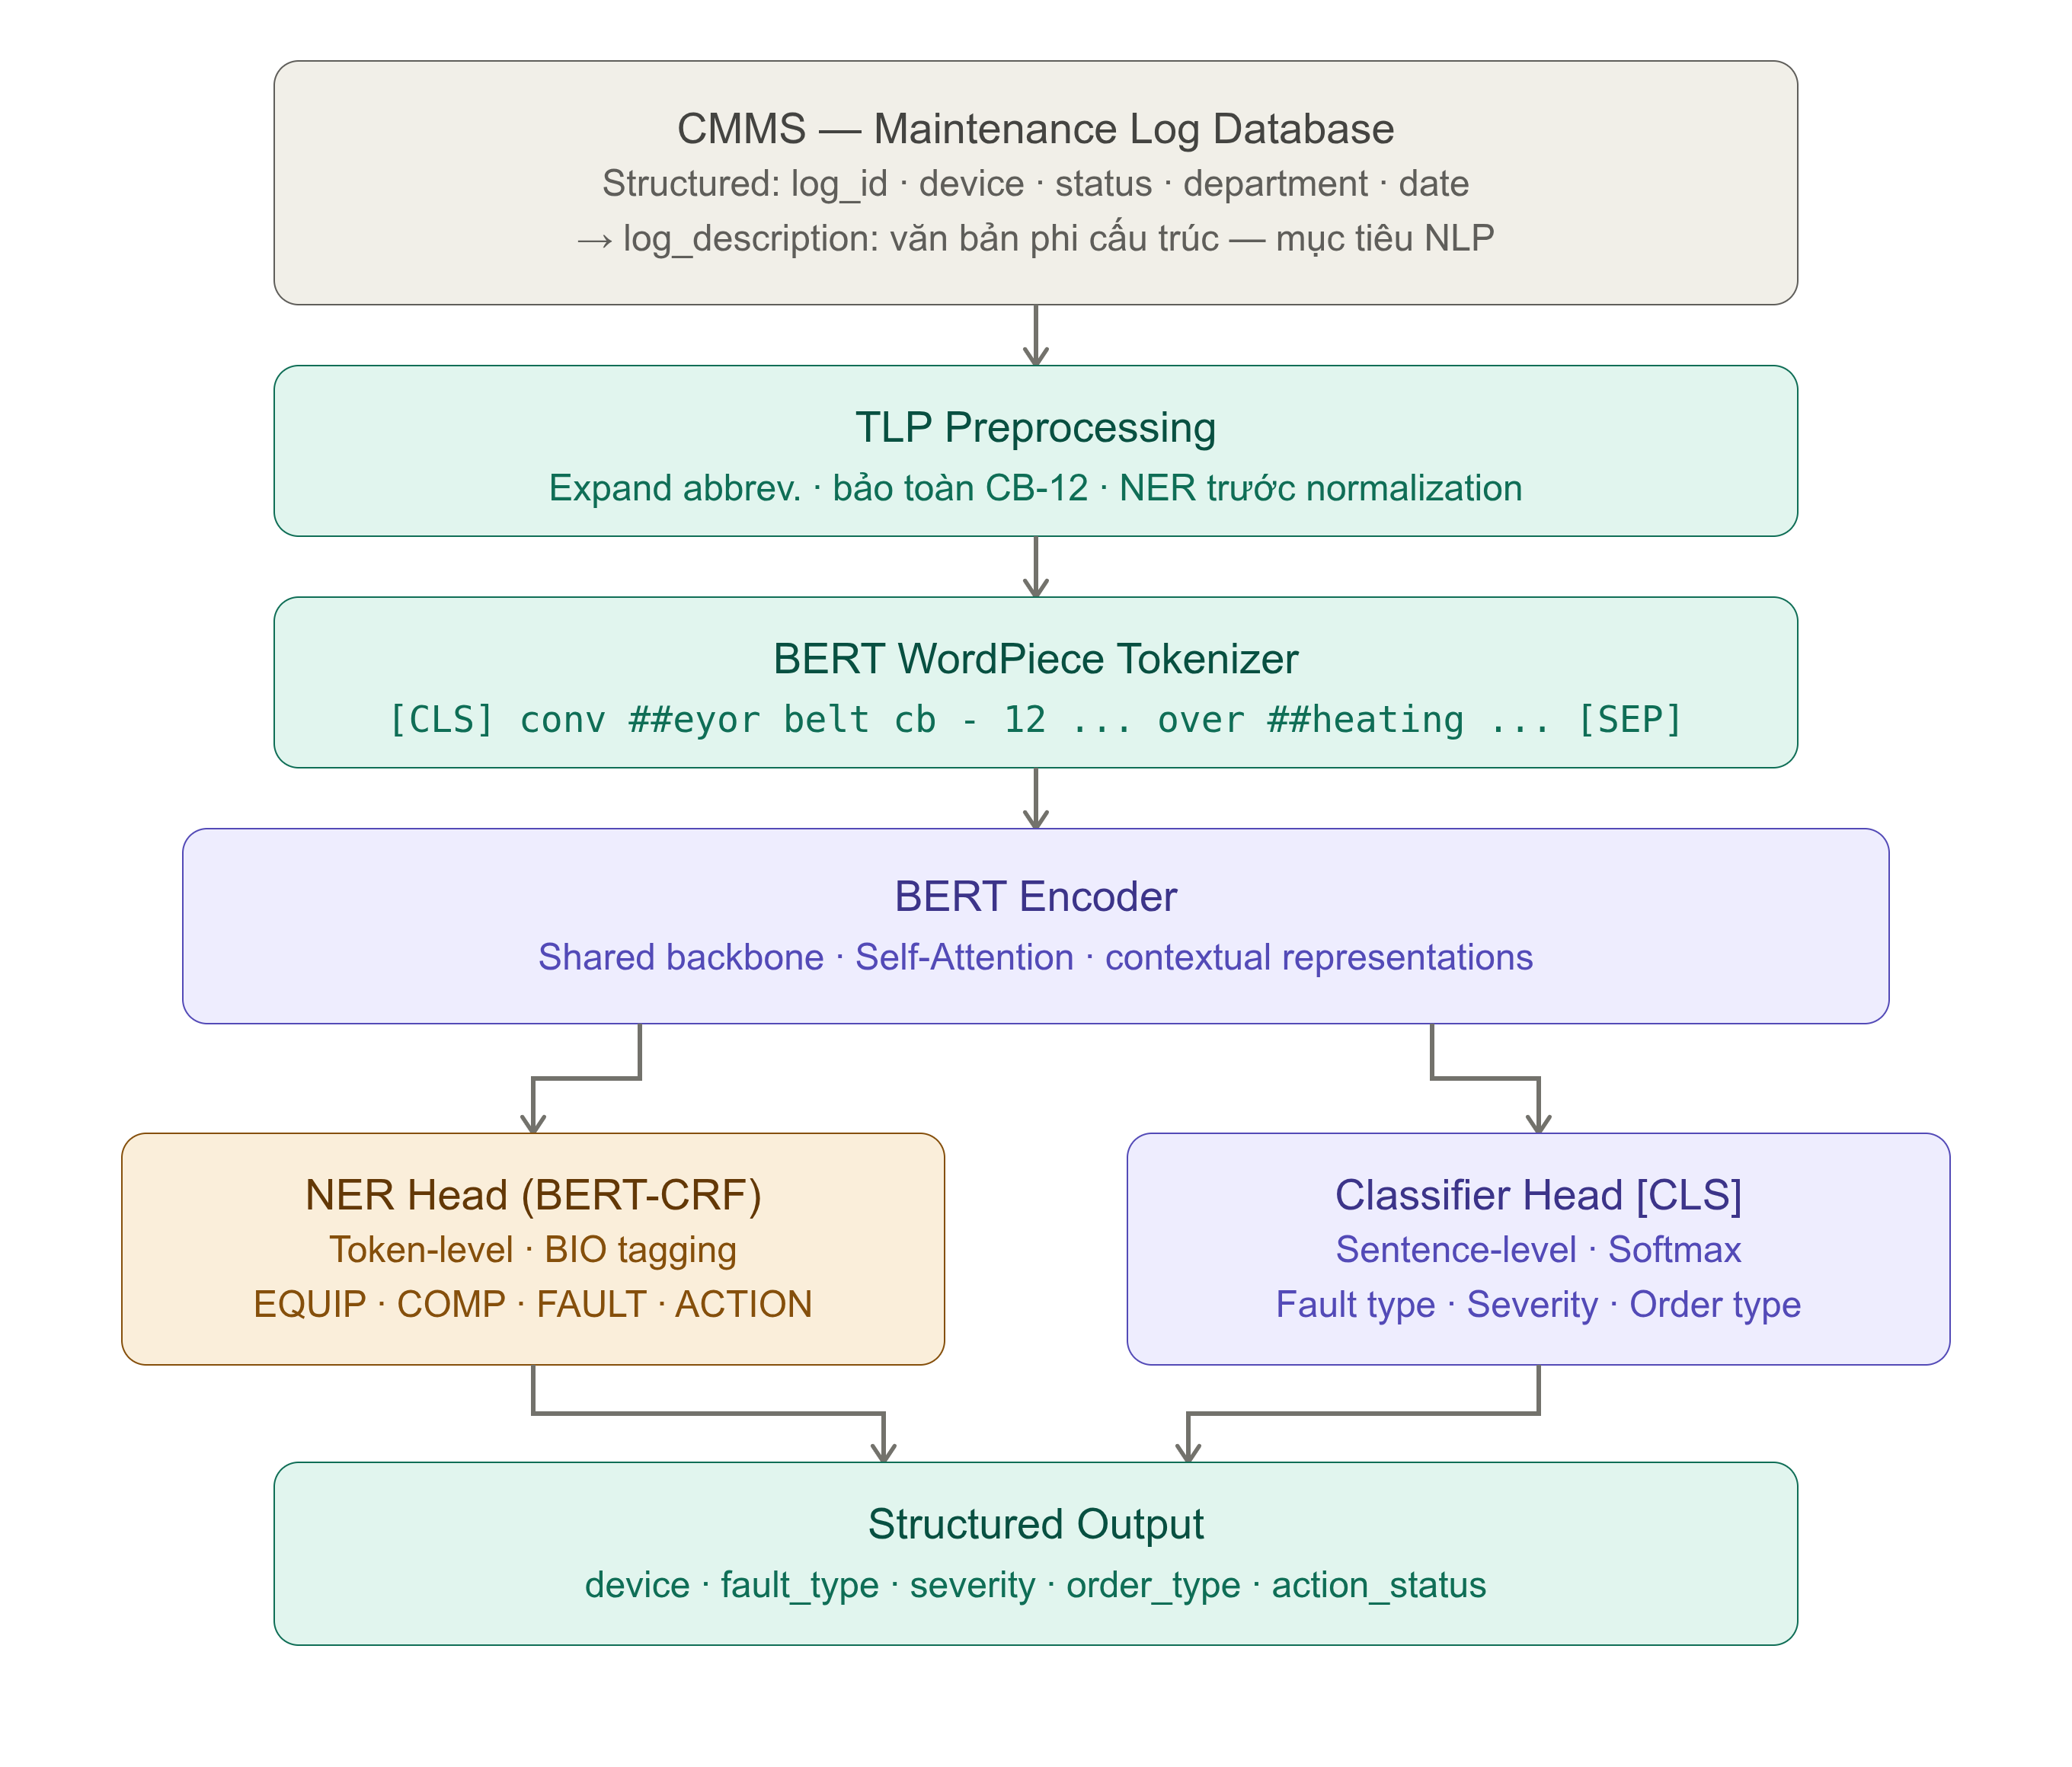 CMMS — Maintenance Log Database
Structured: log_id · device · status · department · date
→ log_description: văn bản phi cấu trúc — mục tiêu NLP
TLP Preprocessing
Expand abbrev. · bảo toàn CB-12 · NER trước normalization
BERT WordPiece Tokenizer
[CLS] conv ##eyor belt cb - 12 ... over ##heating ... [SEP]
BERT Encoder
Shared backbone · Self-Attention · contextual representations
NER Head (BERT-CRF)
Token-level · BIO tagging
EQUIP · COMP · FAULT · ACTION
Classifier Head [CLS]
Sentence-level · Softmax
Fault type · Severity · Order type
Structured Output
device · fault_type · severity · order_type · action_status